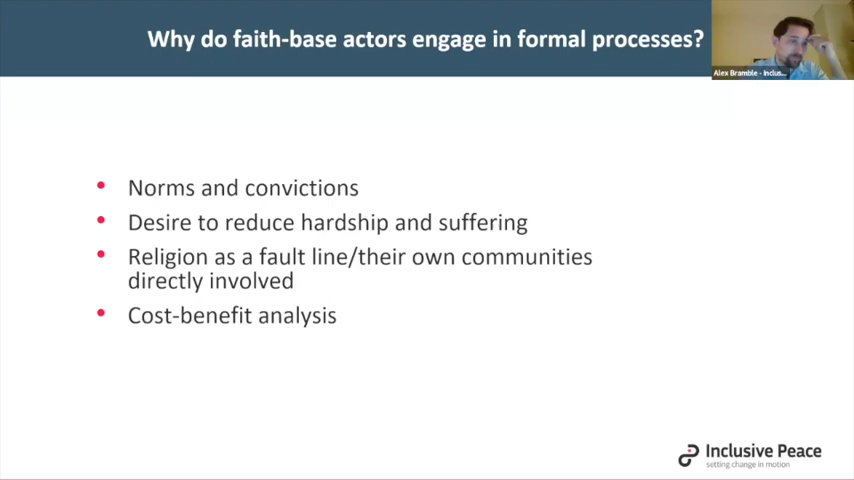 Why do faith-base actors engage in formal processes?
Alex Bramble - Inclus...
• Norms and convictions
• Desire to reduce hardship and suffering
• Religion as a fault line/their own communities
directly involved
• Cost-benefit analysis
Inclusive Peace
setting change in motion